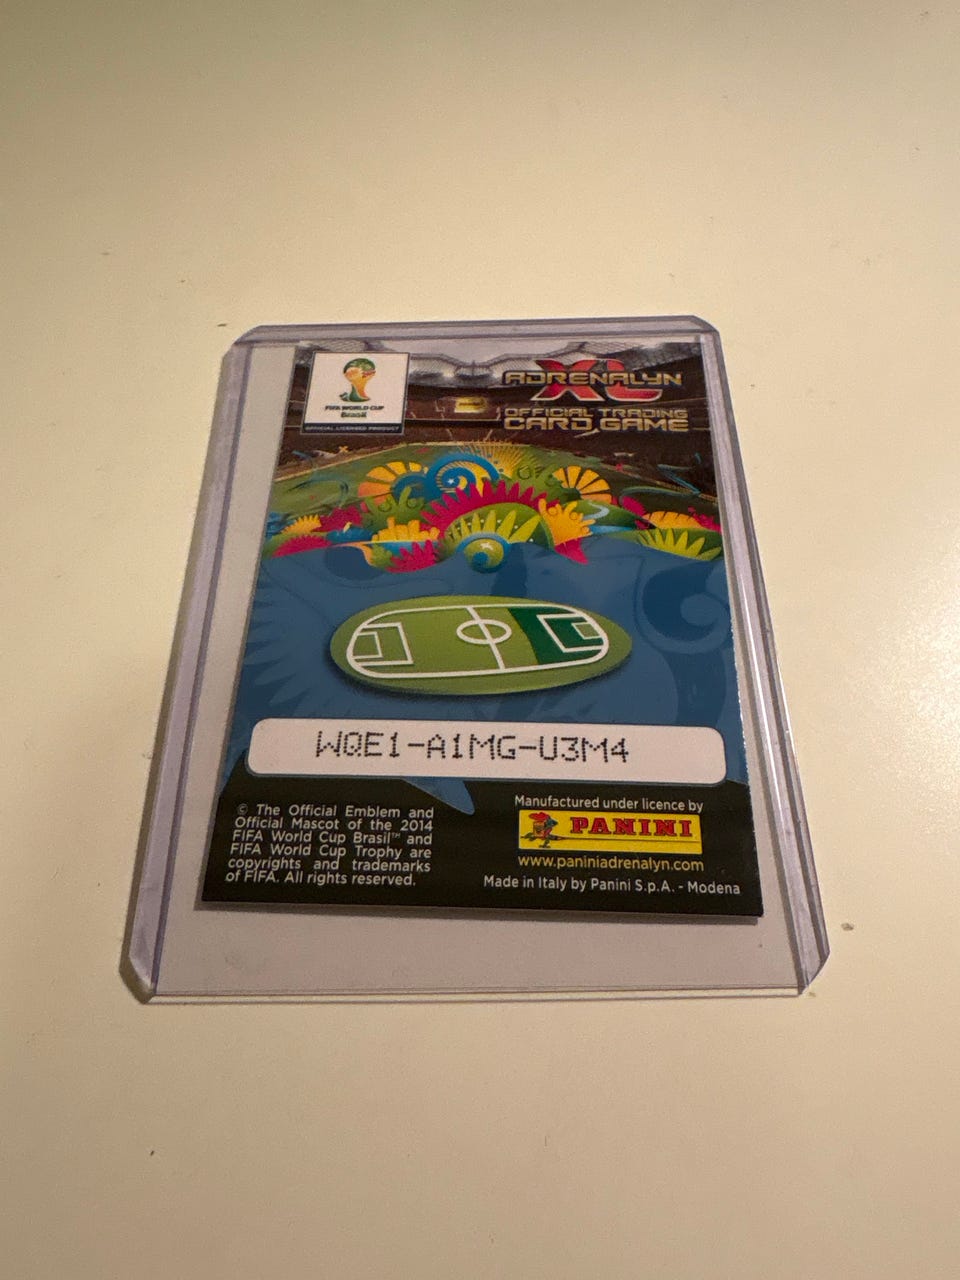 FIFA WORLD CUP
Brasil
OFFICIAL LICENSED PRODUCT
ADRENALYN
XL
OFFICIAL TRADING
CARD GAME
WQE1-A1MG-U3M4
© The Official Emblem and
Official Mascot of the 2014
FIFA World Cup Brasil™ and
FIFA World Cup Trophy are
copyrights and trademarks
of FIFA. All rights reserved.
Manufactured under licence by
PANINI
www.paniniadrenalyn.com
Made in Italy by Panini S.p.A. - Modena